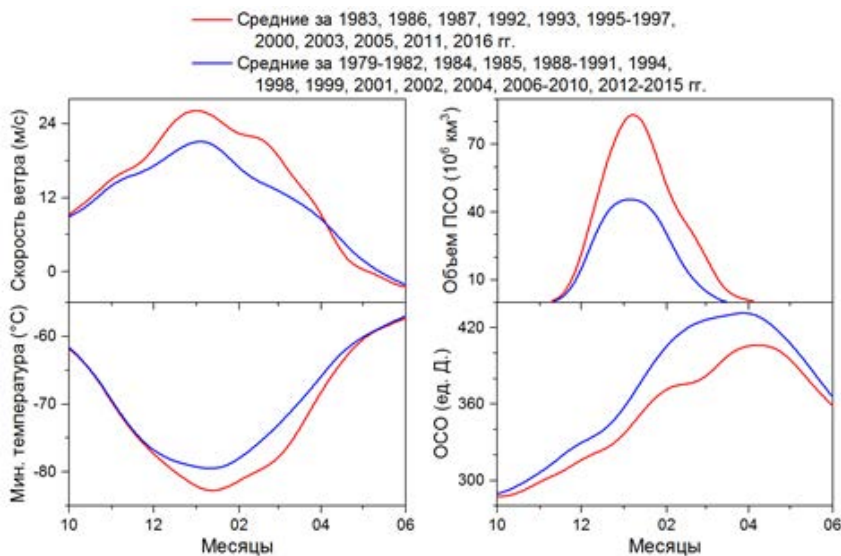 Средние за 1983, 1986, 1987, 1992, 1993, 1995-1997,
2000, 2003, 2005, 2011, 2016 гг.
Средние за 1979-1982, 1984, 1985, 1988-1991, 1994,
1998, 1999, 2001, 2002, 2004, 2006-2010, 2012-2015 гг.
Скорость ветра (м/с)
24
12
0
Объем ПСО (10⁶ км³)
70
40
10
Мин. температура (°C)
-60
-70
-80
10 12 02 04 06
Месяцы
ОСО (ед. Д.)
420
360
300
10 12 02 04 06
Месяцы